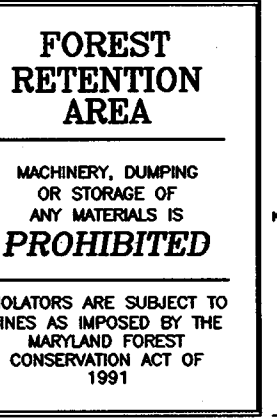 FOREST
RETENTION
AREA
MACHINERY, DUMPING
OR STORAGE OF
ANY MATERIALS IS
PROHIBITED
OLATORS ARE SUBJECT TO
INES AS IMPOSED BY THE
MARYLAND FOREST
CONSERVATION ACT OF
1991